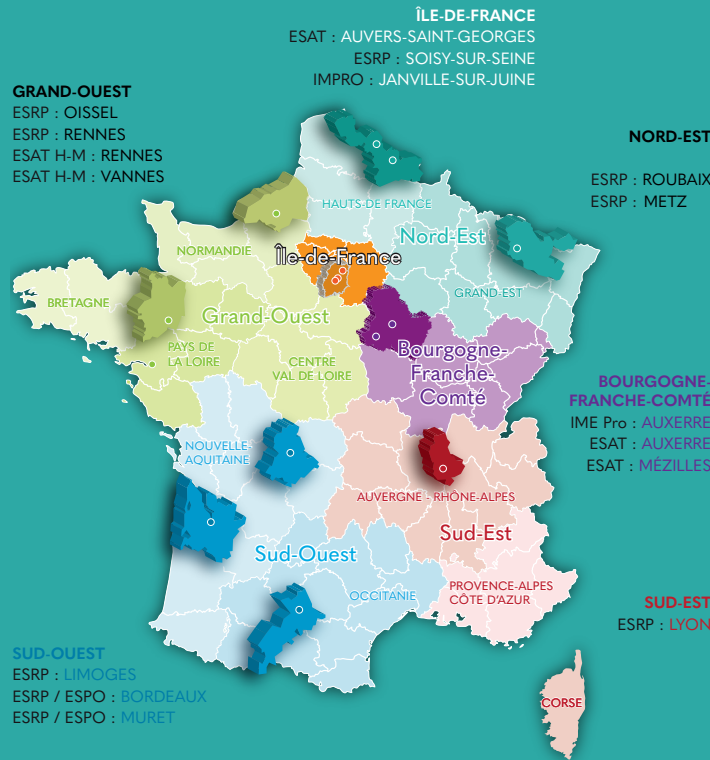 ÎLE-DE-FRANCE
ESAT : AUVERS-SAINT-GEORGES
ESRP : SOISY-SUR-SEINE
IMPRO : JANVILLE-SUR-JUINE
GRAND-OUEST
ESRP : OISSEL
ESRP : RENNES
ESAT H-M : RENNES
ESAT H-M : VANNES
NORD-EST
ESRP : ROUBAIX
ESRP : METZ
HAUTS-DE FRANCE
NORMANDIE
Nord-Est
Île-de-France
GRAND-EST
BRETAGNE
Grand-Ouest
PAYS DE
LA LOIRE
CENTRE
VAL DE LOIRE
Bourgogne-
Franche-
Comté
BOURGOGNE-
FRANCHE-COMTÉ
IME Pro : AUXERRE
ESAT : AUXERRE
ESAT : MÉZILLES
NOUVELLE-
AQUITAINE
AUVERGNE - RHÔNE-ALPES
Sud-Est
Sud-Ouest
OCCITANIE
PROVENCE-ALPES
CÔTE D'AZUR
SUD-EST
ESRP : LYON
SUD-OUEST
ESRP : LIMOGES
ESRP / ESPO : BORDEAUX
ESRP / ESPO : MURET
CORSE